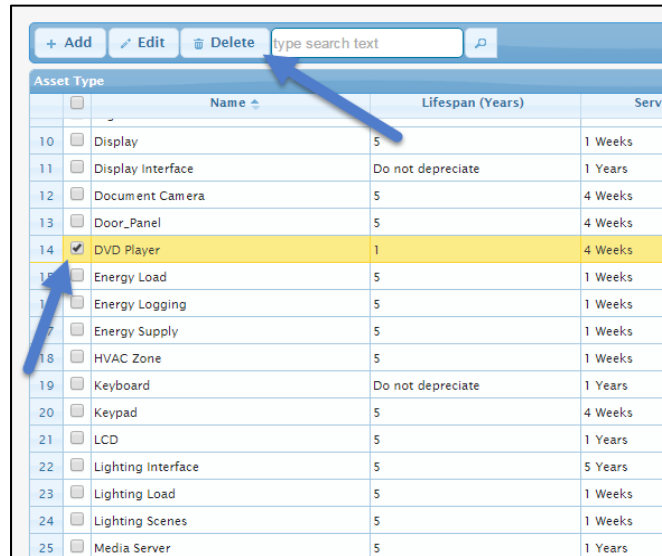 + Add Edit Delete type search text
Asset Type
Name Lifespan (Years) Serv
10 Display 5 1 Weeks
11 Display Interface Do not depreciate 1 Years
12 Document Camera 5 4 Weeks
13 Door_Panel 5 4 Weeks
14 DVD Player 1 4 Weeks
Energy Load 5 1 Weeks
Energy Logging 5 1 Weeks
Energy Supply 5 1 Weeks
18 HVAC Zone 5 1 Weeks
19 Keyboard Do not depreciate 1 Years
20 Keypad 5 4 Weeks
21 LCD 5 1 Years
22 Lighting Interface 5 5 Years
23 Lighting Load 5 1 Weeks
24 Lighting Scenes 5 1 Weeks
25 Media Server 5 1 Years